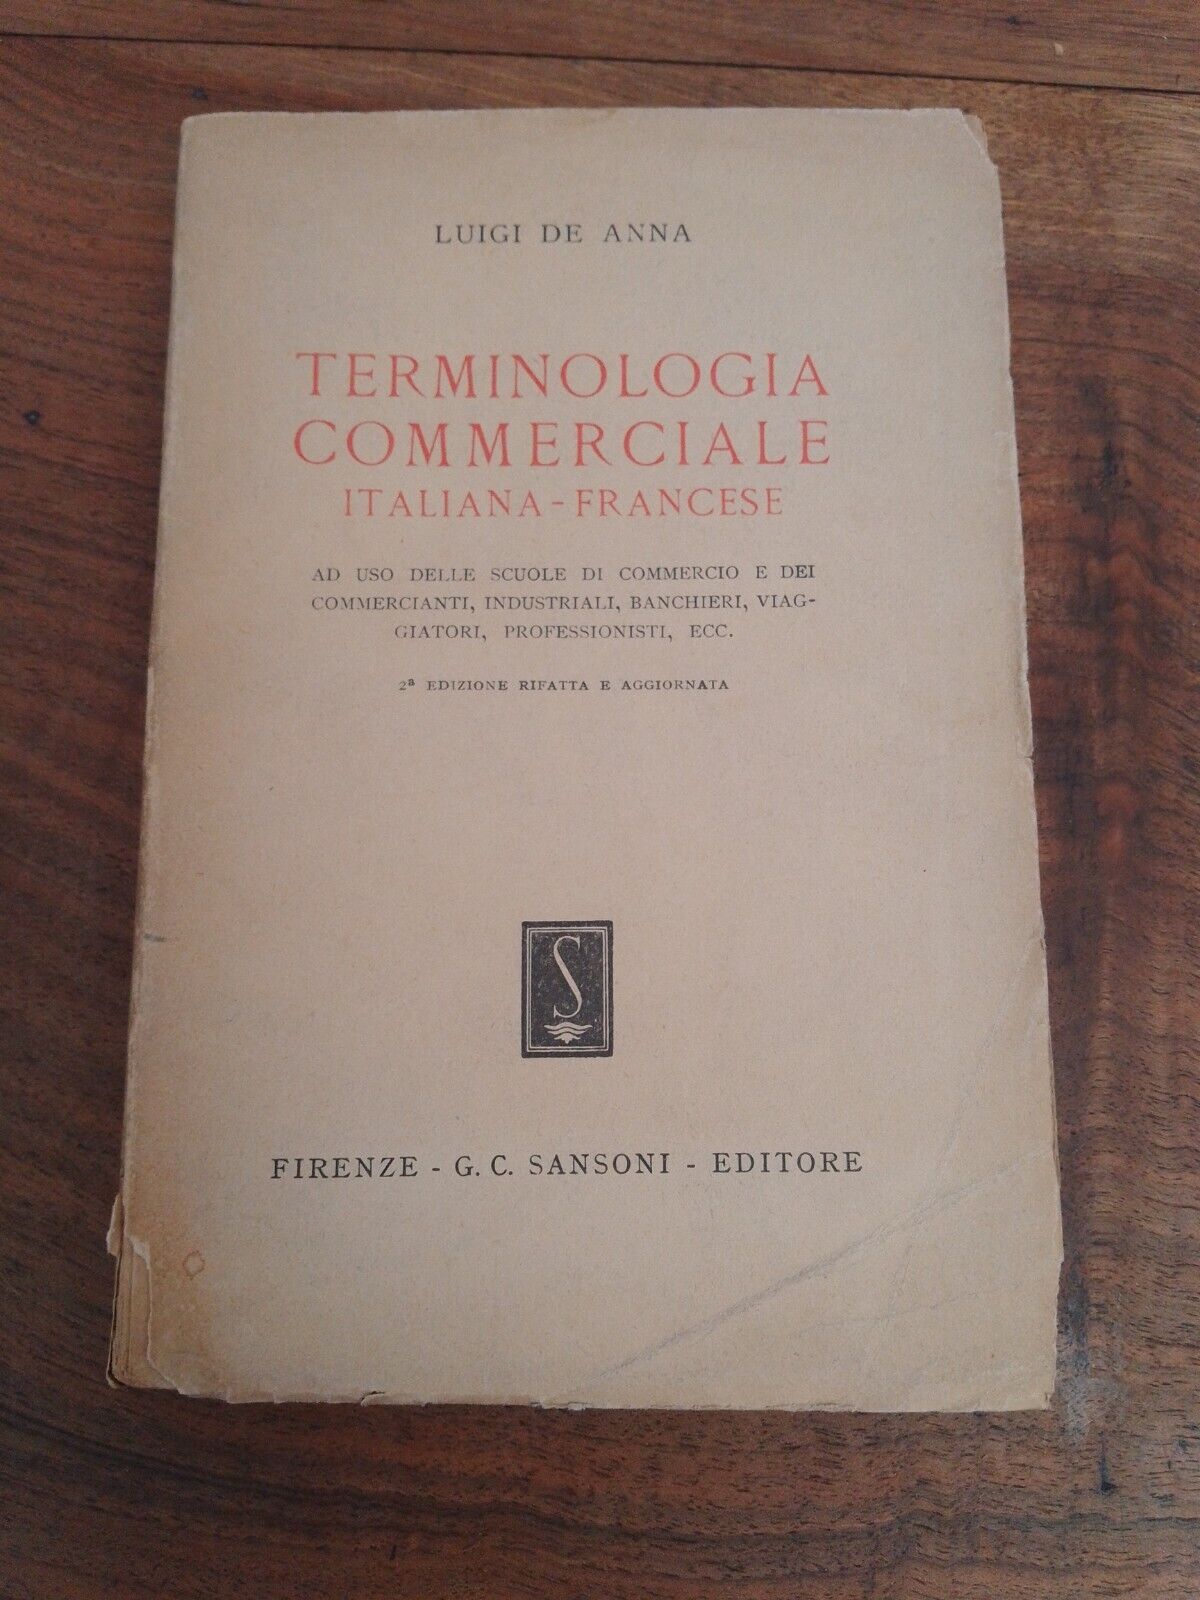 LUIGI DE ANNA
TERMINOLOGIA
COMMERCIALE
ITALIANA-FRANCESE
AD USO DELLE SCUOLE DI COMMERCIO E DEI
COMMERCIANTI, INDUSTRIALI, BANCHIERI, VIAG-
GIATORI, PROFESSIONISTI, ECC.
2ª EDIZIONE RIFATTA E AGGIORNATA
S
FIRENZE - G. C. SANSONI - EDITORE